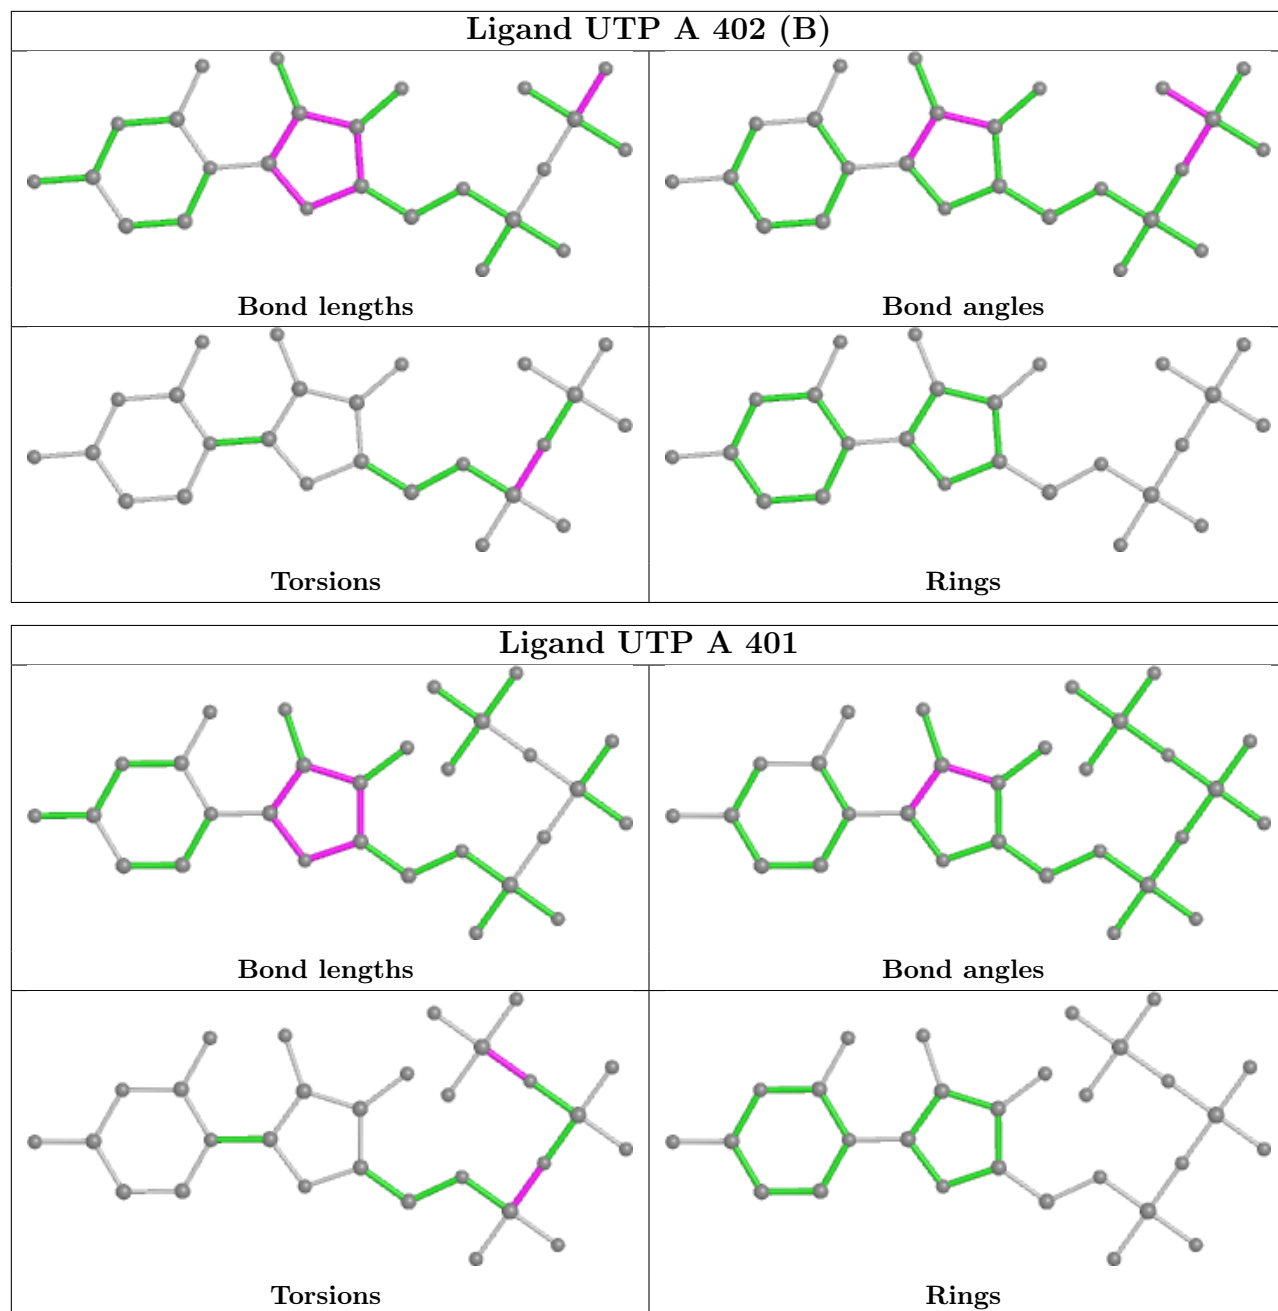 Ligand UTP A 402 (B)
Bond lengths
Bond angles
Torsions
Rings
Ligand UTP A 401
Bond lengths
Bond angles
Torsions
Rings